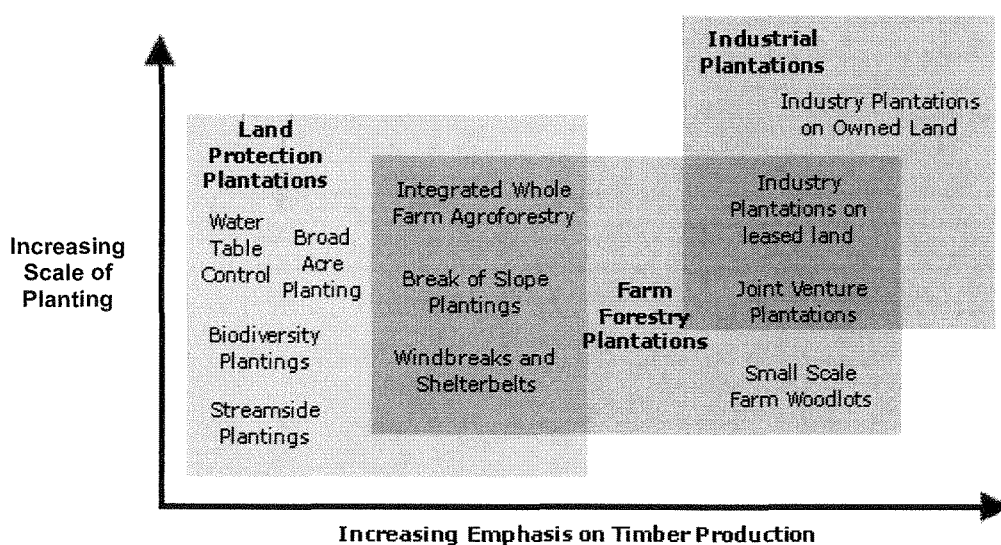 Industrial
Plantations
Industry Plantations
on Owned Land
Land
Protection
Plantations
Integrated Whole
Farm Agroforestry
Industry
Plantations on
leased land
Water
Table
Control
Broad
Acre
Planting
Increasing
Scale of
Planting
Break of Slope
Plantings
Farm
Forestry
Plantations
Joint Venture
Plantations
Biodiversity
Plantings
Windbreaks and
Shelterbelts
Small Scale
Farm Woodlots
Streamside
Plantings
Increasing Emphasis on Timber Production